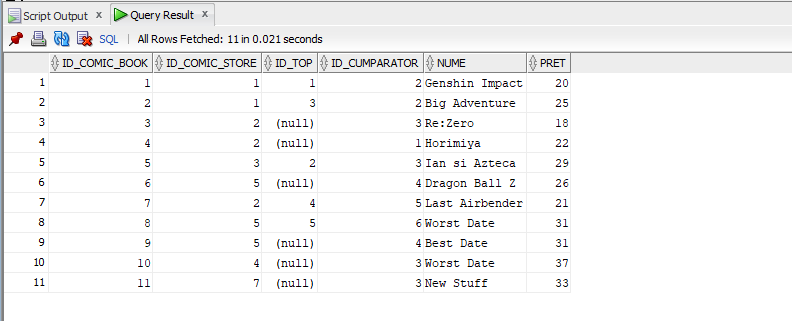 Script Output x Query Result x
SQL | All Rows Fetched: 11 in 0.021 seconds
ID_COMIC_BOOK ID_COMIC_STORE ID_TOP ID_CUMPARATOR NUME PRET
1 1 1 1 2 Genshin Impact 20
2 2 1 3 2 Big Adventure 25
3 3 2 (null) 3 Re:Zero 18
4 4 2 (null) 1 Horimiya 22
5 5 3 2 3 Ian si Azteca 29
6 6 5 (null) 4 Dragon Ball Z 26
7 7 2 4 5 Last Airbender 21
8 8 5 5 6 Worst Date 31
9 9 5 (null) 4 Best Date 31
10 10 4 (null) 3 Worst Date 37
11 11 7 (null) 3 New Stuff 33